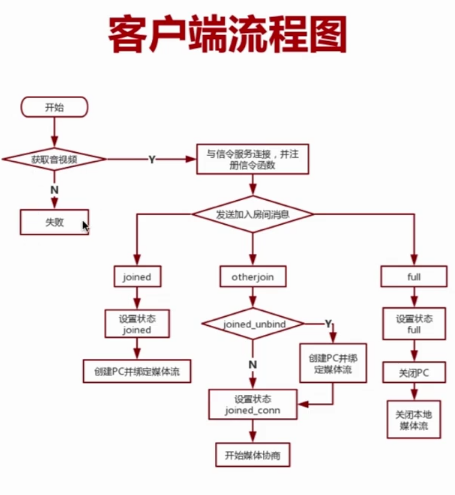 客户端流程图
开始
获取音视频
Y
与信令服务连接，并注
册信令函数
N
失败
发送加入房间消息
joined
otherjoin
full
设置状态
joined
joined_unbind
Y
设置状态
full
创建PC并绑定媒体流
创建PC并绑
定媒体流
关闭PC
N
设置状态
joined_conn
关闭本地
媒体流
开始媒体协商